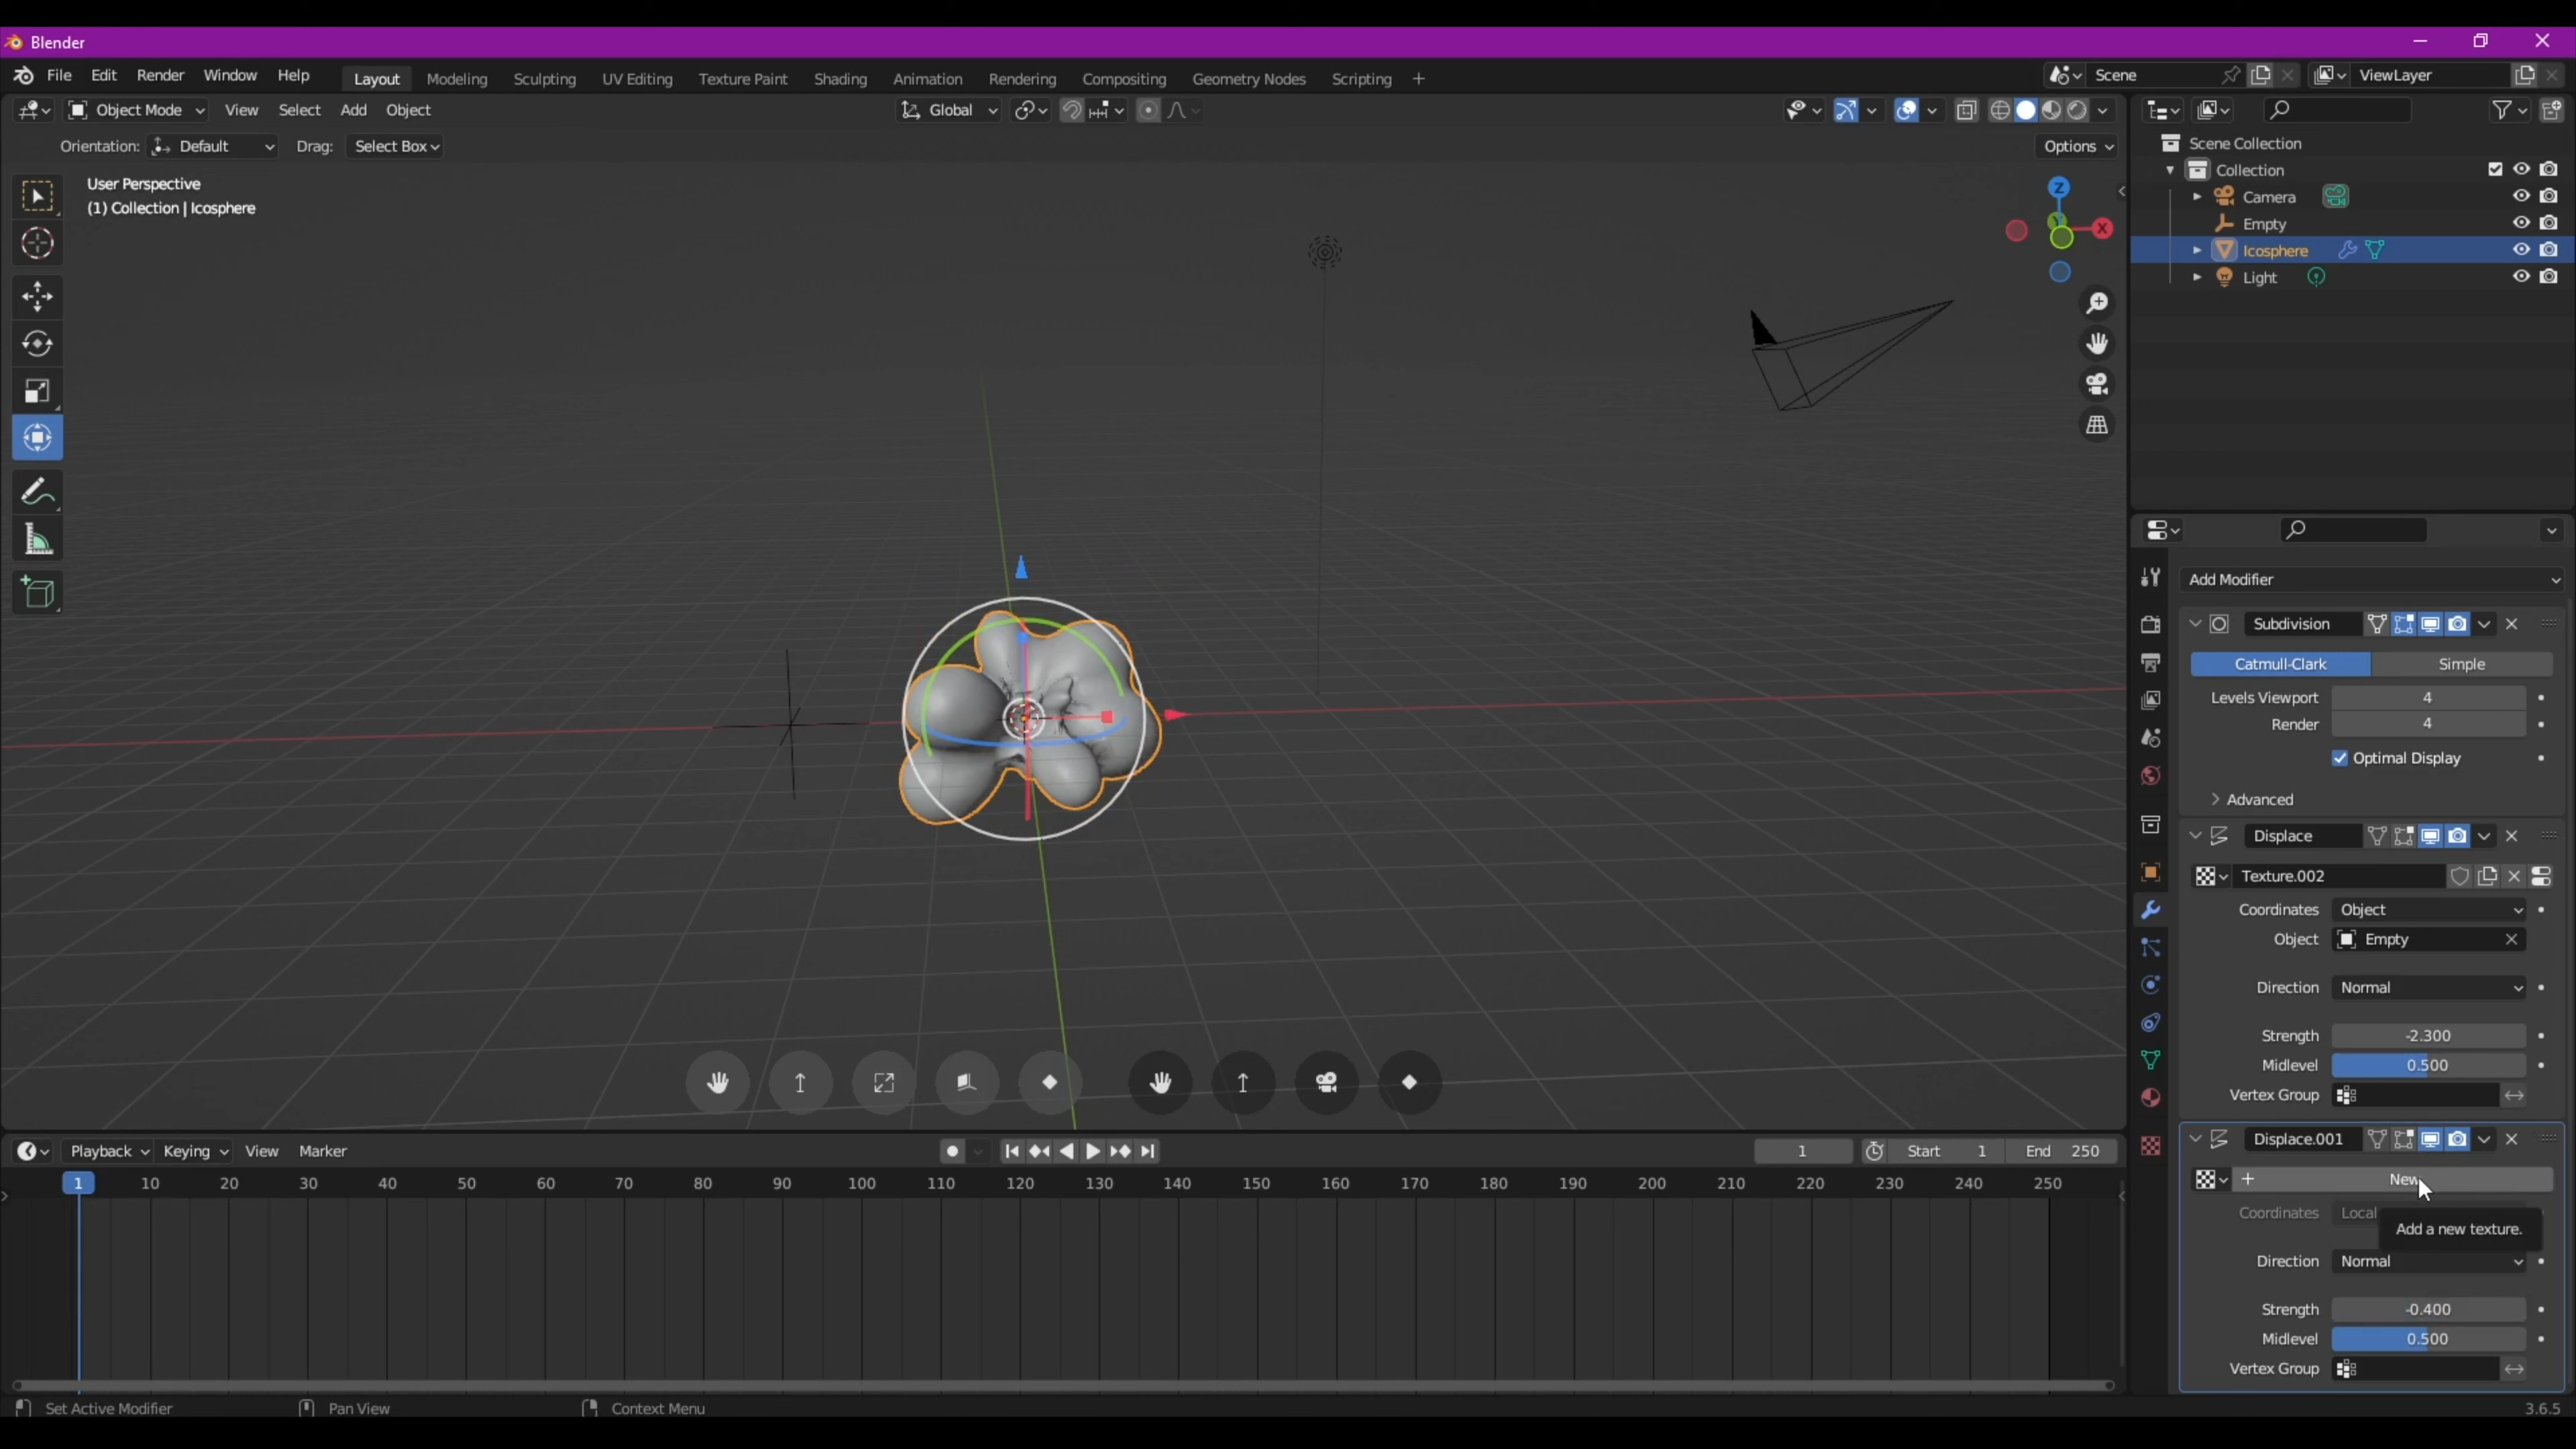 Blender
File Edit Render Window Help Layout Modeling Sculpting UV Editing Texture Paint Shading Animation Rendering Compositing Geometry Nodes Scripting + Scene ViewLayer
Object Mode View Select Add Object Global
Orientation: Default Drag: Select Box Options
User Perspective
(1) Collection | Icosphere
Z
X
Scene Collection
Collection
Camera
Empty
Icosphere
Light
Add Modifier
Subdivision
Catmull-Clark Simple
Levels Viewport 4
Render 4
Optimal Display
Advanced
Displace
Texture.002
Coordinates Object
Object Empty
Direction Normal
Strength -2.300
Midlevel 0.500
Vertex Group
Displace.001
New
Coordinates Local
Add a new texture.
Direction Normal
Strength -0.400
Midlevel 0.500
Vertex Group
Playback Keying View Marker 1 Start 1 End 250
1 10 20 30 40 50 60 70 80 90 100 110 120 130 140 150 160 170 180 190 200 210 220 230 240 250
Set Active Modifier Pan View Context Menu 3.6.5